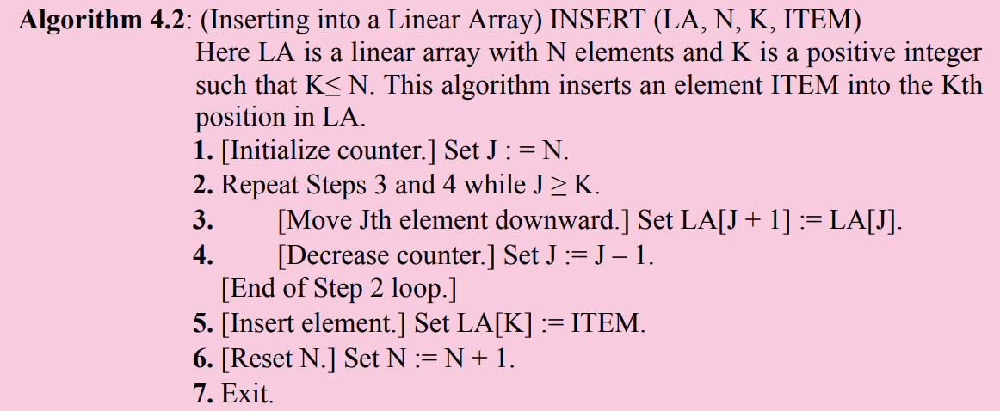 Algorithm 4.2: (Inserting into a Linear Array) INSERT (LA, N, K, ITEM)
Here LA is a linear array with N elements and K is a positive integer
such that K≤ N. This algorithm inserts an element ITEM into the Kth
position in LA.
1. [Initialize counter.] Set J : = N.
2. Repeat Steps 3 and 4 while J ≥ K.
3. [Move Jth element downward.] Set LA[J + 1] := LA[J].
4. [Decrease counter.] Set J := J – 1.
[End of Step 2 loop.]
5. [Insert element.] Set LA[K] := ITEM.
6. [Reset N.] Set N := N + 1.
7. Exit.